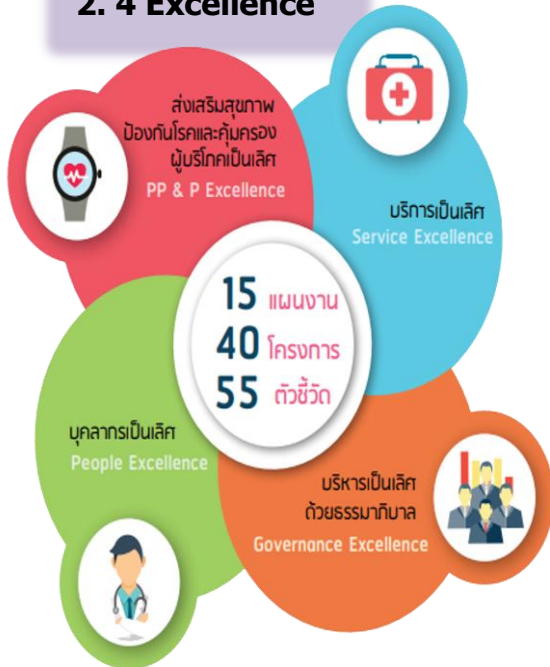 2. 4 Excellence
ส่งเสริมสุขภาพ
ป้องกันโรคและคุ้มครอง
ผู้บริโภคเป็นเลิศ
PP & P Excellence
บริการเป็นเลิศ
Service Excellence
15 แผนงาน
40 โครงการ
55 ตัวชี้วัด
บุคลากรเป็นเลิศ
People Excellence
บริหารเป็นเลิศ
ด้วยธรรมาภิบาล
Governance Excellence